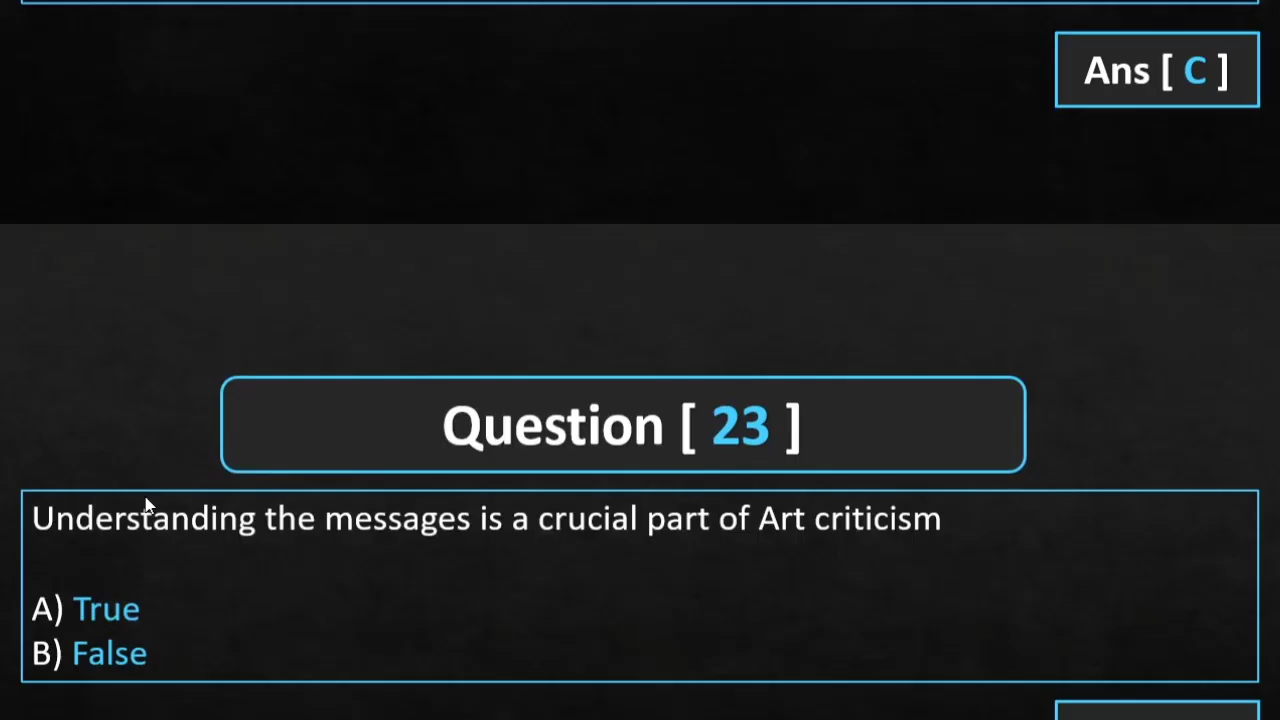 Ans [ C ]
Question [ 23 ]
Understanding the messages is a crucial part of Art criticism
A) True
B) False